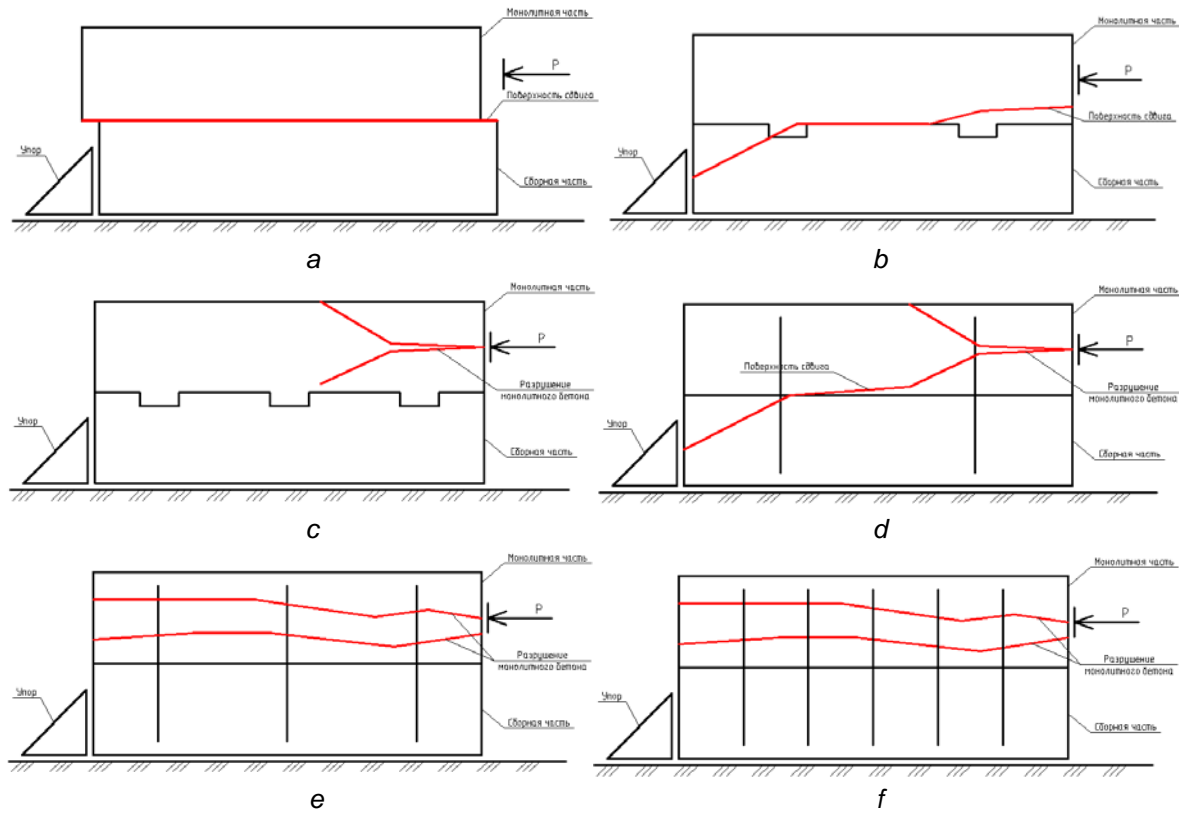 Монолитная часть
P
Поверхность сдвига
Упор
Сборная часть
a
Монолитная часть
P
Поверхность сдвига
Упор
Сборная часть
b
Монолитная часть
P
Разрушение
монолитного бетона
Упор
Сборная часть
c
Монолитная часть
P
Поверхность сдвига
Разрушение
монолитного бетона
Упор
Сборная часть
d
Монолитная часть
P
Разрушение
монолитного бетона
Упор
Сборная часть
e
Монолитная часть
P
Разрушение
монолитного бетона
Упор
Сборная часть
f